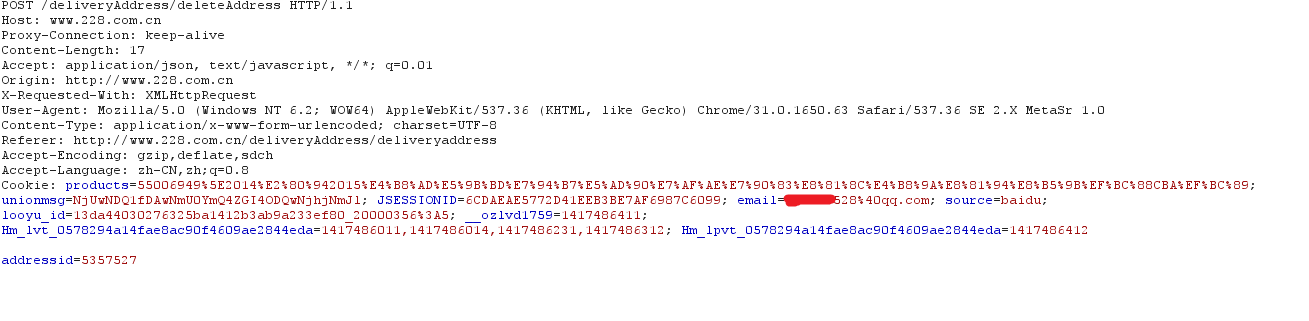 POST /deliveryAddress/deleteAddress HTTP/1.1
Host: www.228.com.cn
Proxy-Connection: keep-alive
Content-Length: 17
Accept: application/json, text/javascript, */*; q=0.01
Origin: http://www.228.com.cn
X-Requested-With: XMLHttpRequest
User-Agent: Mozilla/5.0 (Windows NT 6.2; WOW64) AppleWebKit/537.36 (KHTML, like Gecko) Chrome/31.0.1650.63 Safari/537.36 SE 2.X MetaSr 1.0
Content-Type: application/x-www-form-urlencoded; charset=UTF-8
Referer: http://www.228.com.cn/deliveryAddress/deliveryaddress
Accept-Encoding: gzip,deflate,sdch
Accept-Language: zh-CN,zh;q=0.8
Cookie: products=55006949%5E2014%E2%80%942015%E4%B8%AD%E5%9B%BD%E7%94%B7%E5%AD%90%E7%AF%AE%E7%90%83%E8%81%8C%E4%B8%9A%E8%81%94%E8%B5%9B%EF%BC%88CBA%EF%BC%89;
unionmsg=NjUwNDQ1fDAwNmU0YmQ4ZGI4ODQwNjhjNmJl; JSESSIONID=6CDAEAE5772D41EEB3BE7AF6987C6099; email=528%40qq.com; source=baidu;
looyu_id=13da44030276325ba1412b3ab9a233ef80_20000356%3A5; __ozlvd1759=1417486411;
Hm_lvt_0578294a14fae8ac90f4609ae2844eda=1417486011,1417486014,1417486231,1417486312; Hm_lpvt_0578294a14fae8ac90f4609ae2844eda=1417486412
addressid=5357527